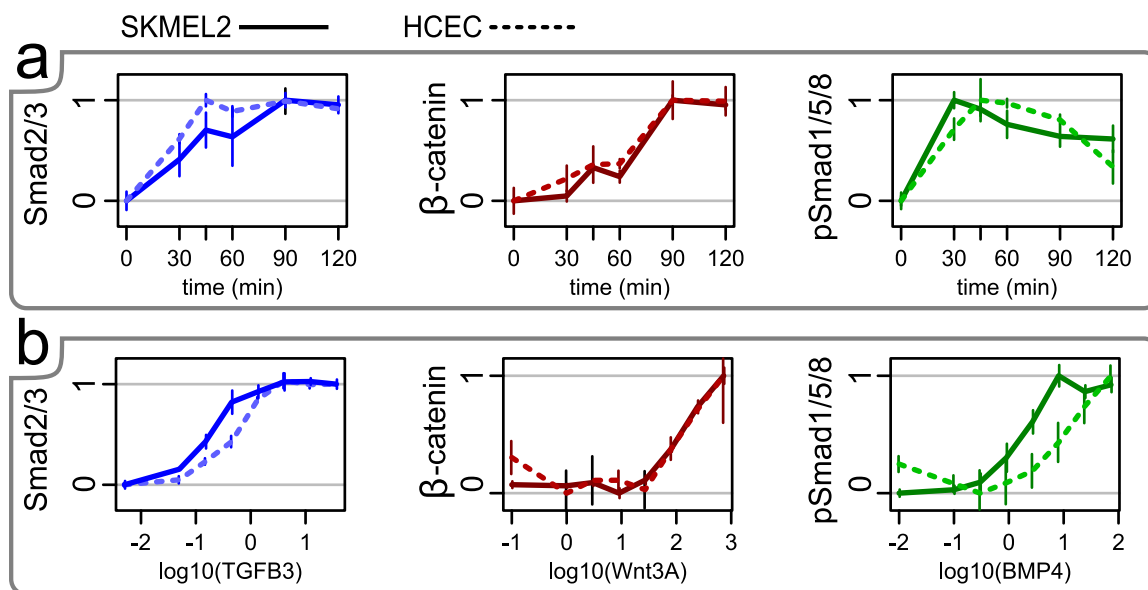 SKMEL2 HCEC
a
Smad2/3
1
0
0 30 60 90 120
time (min)
β-catenin
1
0
0 30 60 90 120
time (min)
pSmad1/5/8
1
0
0 30 60 90 120
time (min)
b
Smad2/3
1
0
-2 -1 0 1
log10(TGFB3)
β-catenin
1
0
-1 0 1 2 3
log10(Wnt3A)
pSmad1/5/8
1
0
-2 -1 0 1 2
log10(BMP4)